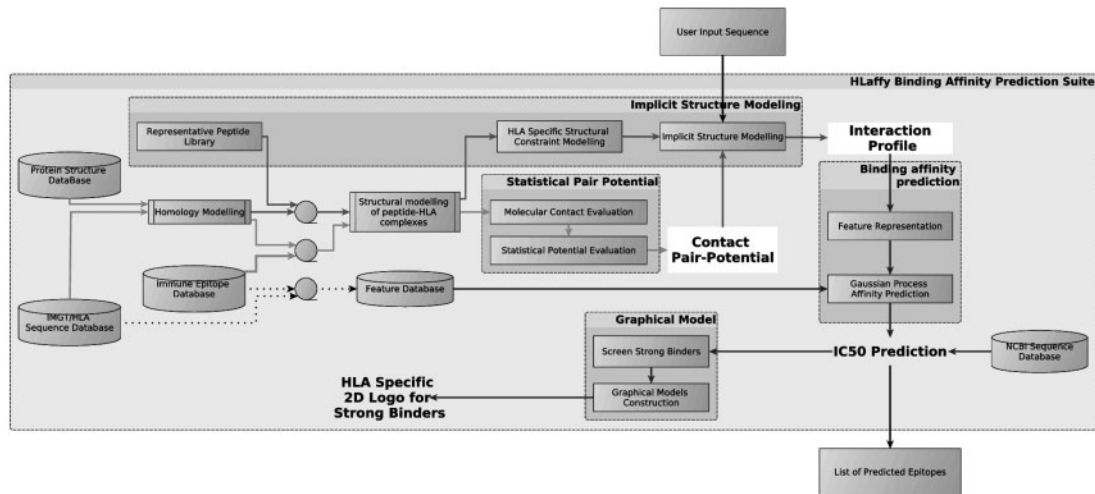 User Input Sequence
HLaffy Binding Affinity Prediction Suite
Implicit Structure Modeling
Representative Peptide
Library
HLA Specific Structural
Constraint Modelling
Implicit Structure Modelling
Interaction
Profile
Protein Structure
DataBase
Homology Modelling
Structural modelling
of peptide-HLA
complexes
Statistical Pair Potential
Molecular Contact Evaluation
Statistical Potential Evaluation
Contact
Pair-Potential
Binding affinity
prediction
Feature Representation
Gaussian Process
Affinity Prediction
Immune Epitope
Database
Feature Database
IMGT/HLA
Sequence Database
Graphical Model
Screen Strong Binders
Graphical Models
Construction
IC50 Prediction
NCBI Sequence
Database
HLA Specific
2D Logo for
Strong Binders
List of Predicted Epitopes